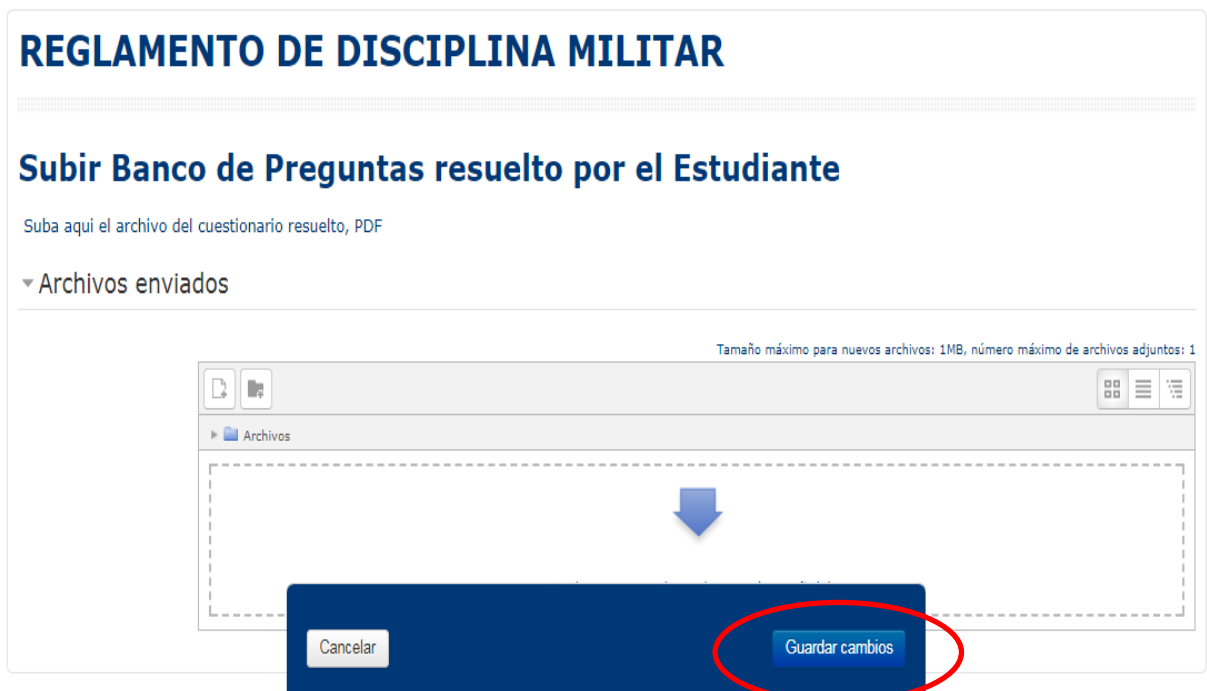 REGLAMENTO DE DISCIPLINA MILITAR
Subir Banco de Preguntas resuelto por el Estudiante
Suba aqui el archivo del cuestionario resuelto, PDF
Archivos enviados
Tamaño máximo para nuevos archivos: 1MB, número máximo de archivos adjuntos: 1
Archivos
Cancelar
Guardar cambios